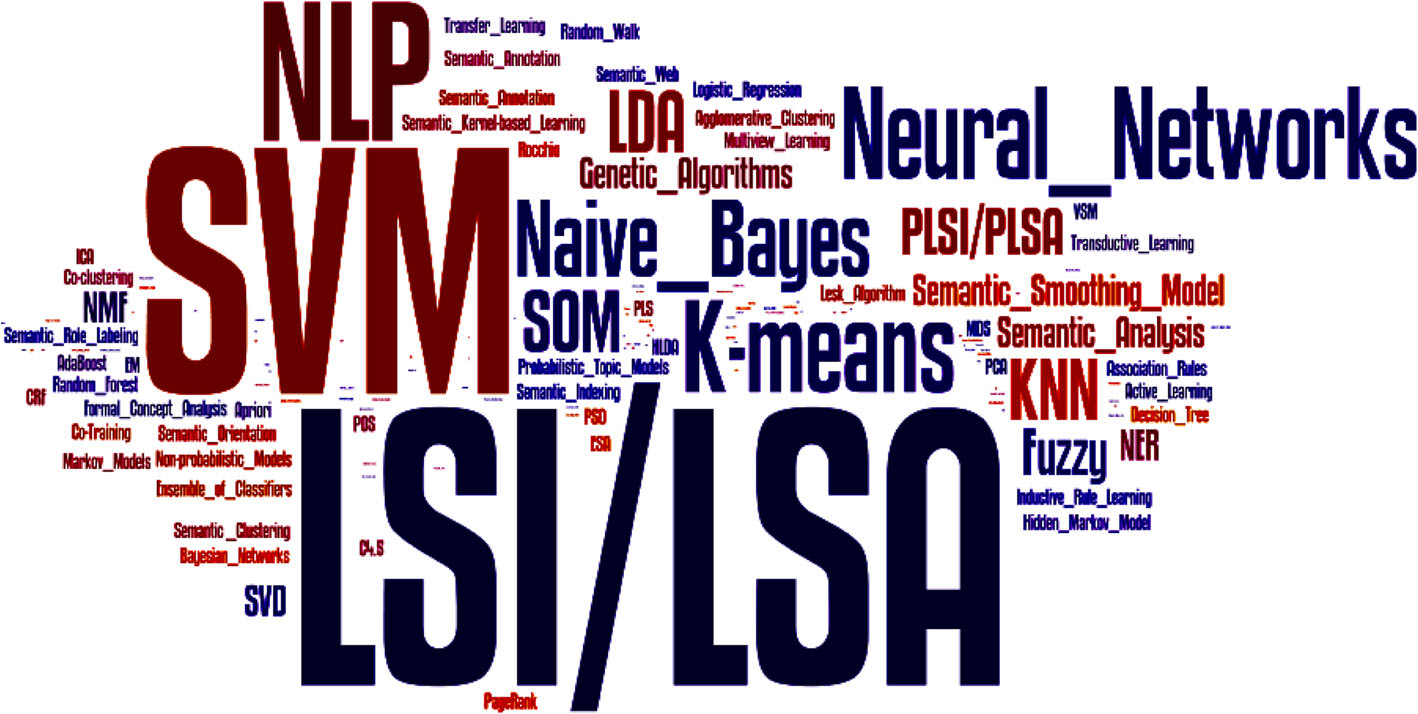 NLP
Transfer_Learning
Random_Walk
Semantic_Annotation
Semantic_Web
Logistic_Regression
Semantic_Annotation
LDA
Neural_Networks
Semantic_Kernel-based_Learning
Agglomerative_Clustering
Multiview_Learning
Rocchio
SVM
Genetic_Algorithms
Naive_Bayes
PLSI/PLSA
VSM
Transductive_Learning
ICA
Co-clustering
NMF
Semantic_Role_Labeling
SOM
PLS
Lesk_Algorithm
Semantic_Smoothing_Model
K-means
MDS
Semantic_Analysis
NLDA
AdaBoost
EM
Probabilistic_Topic_Models
PCA
KNN
Association_Rules
Random_Forest
CRF
Semantic_Indexing
Active_Learning
Formal_Concept_Analysis
Apriori
Decision_Tree
Co-Training
Semantic_Orientation
POS
PSO
ESA
Fuzzy
NER
Markov_Models
Non-probabilistic_Models
LSI/LSA
Ensemble_of_Classifiers
Inductive_Rule_Learning
Hidden_Markov_Model
Semantic_Clustering
Bayesian_Networks
C4.5
SVD
PageRank